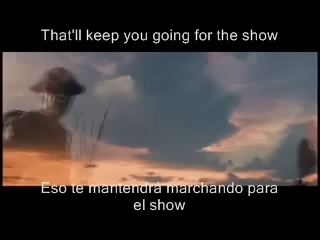 That'll keep you going for the show
Eso te mantendrá marchando para
el show